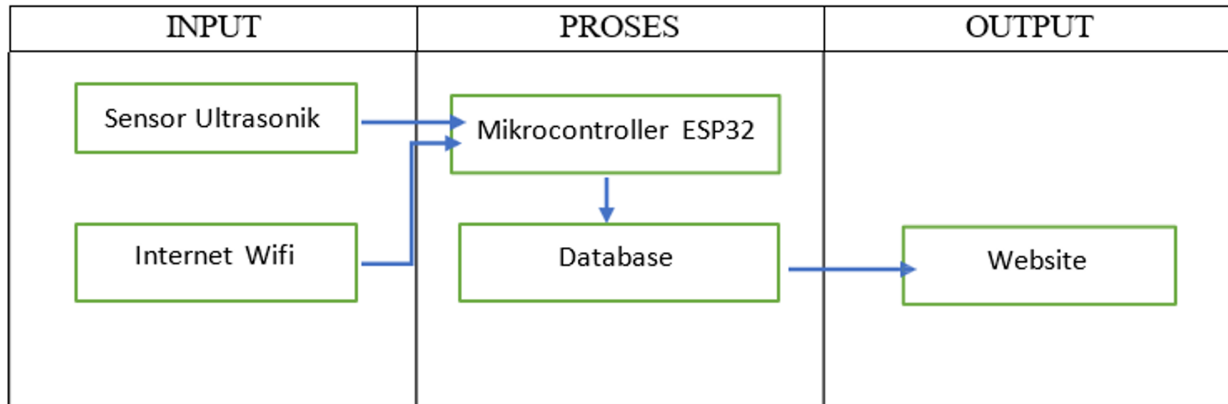 INPUT
PROSES
OUTPUT
Sensor Ultrasonik
Mikrocontroller ESP32
Internet Wifi
Database
Website